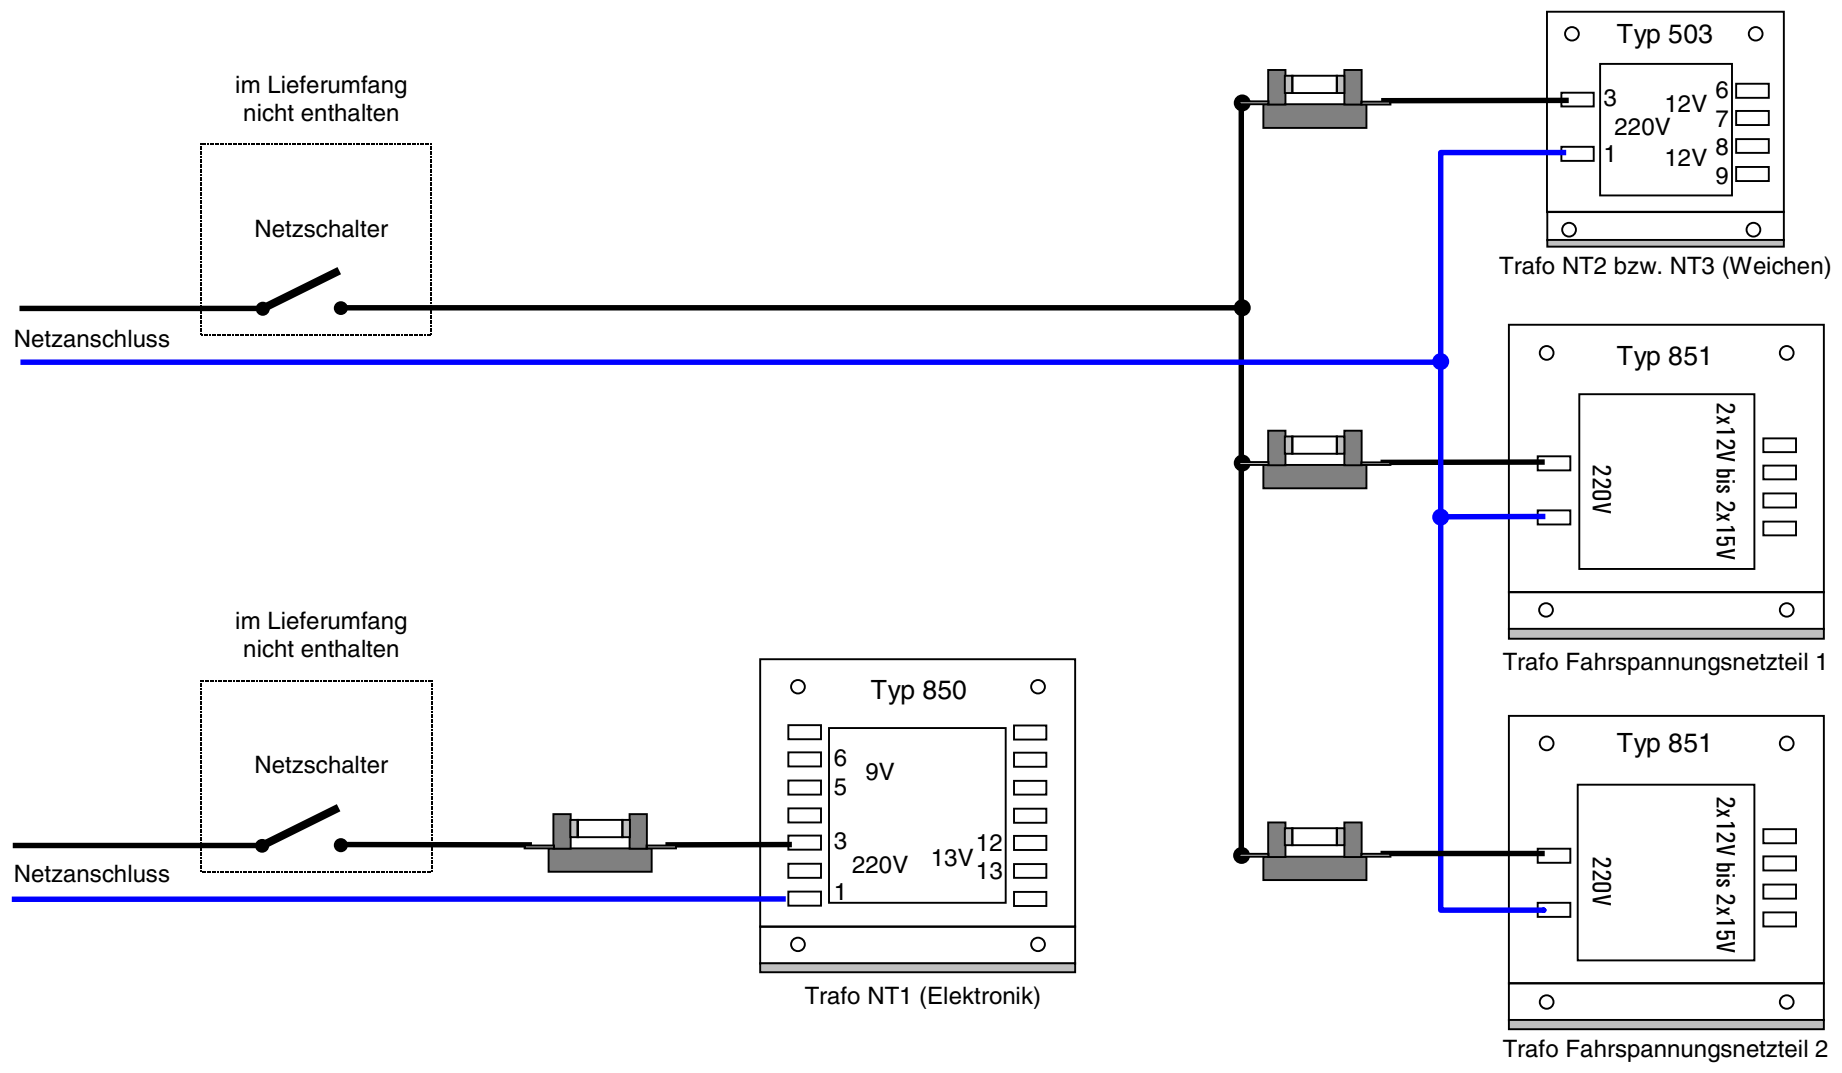 im Lieferumfang
nicht enthalten
Netzschalter
Netzanschluss
Typ 503
3
1
220V
12V
12V
6
7
8
9
Trafo NT2 bzw. NT3 (Weichen)
Typ 851
220V
2x12V bis 2x15V
Trafo Fahrspannungsnetzteil 1
im Lieferumfang
nicht enthalten
Netzschalter
Netzanschluss
Typ 850
6
5
9V
3
1
220V
13V
12
13
Trafo NT1 (Elektronik)
Typ 851
220V
2x12V bis 2x15V
Trafo Fahrspannungsnetzteil 2